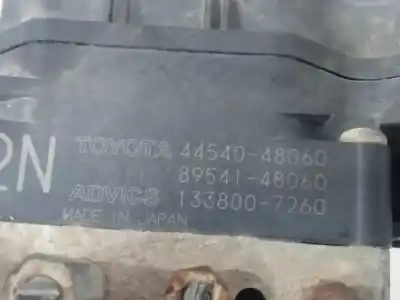 2N
TOYOTA 44540-48060
89541-48060
ADVICS 133800-7260
MADE IN JAPAN